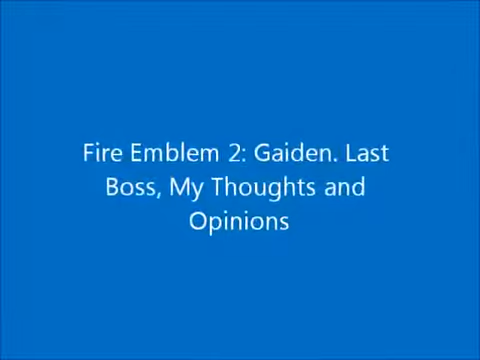 Fire Emblem 2: Gaiden. Last
Boss, My Thoughts and
Opinions